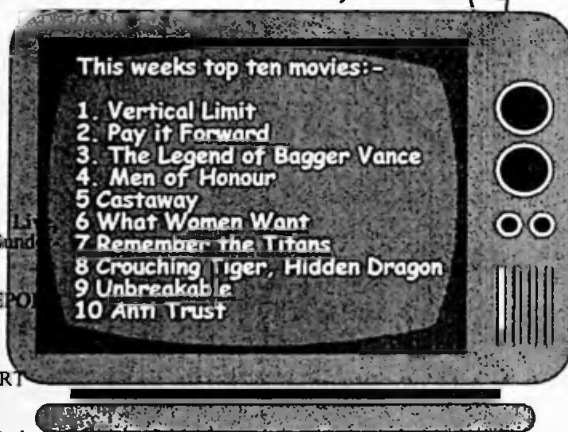 This weeks top ten movies:-
1. Vertical Limit
2. Pay it Forward
3. The Legend of Bagger Vance
4. Men of Honour
5 Castaway
6 What Women Want
7 Remember the Titans
8 Crouching Tiger, Hidden Dragon
9 Unbreakable
10 Anti Trust